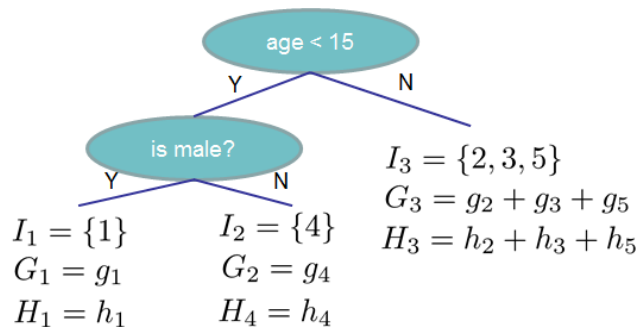 age < 15
Y
N
is male?
Y
N
I₁ = {1}
G₁ = g₁
H₁ = h₁
I₂ = {4}
G₂ = g₄
H₄ = h₄
I₃ = {2, 3, 5}
G₃ = g₂ + g₃ + g₅
H₃ = h₂ + h₃ + h₅